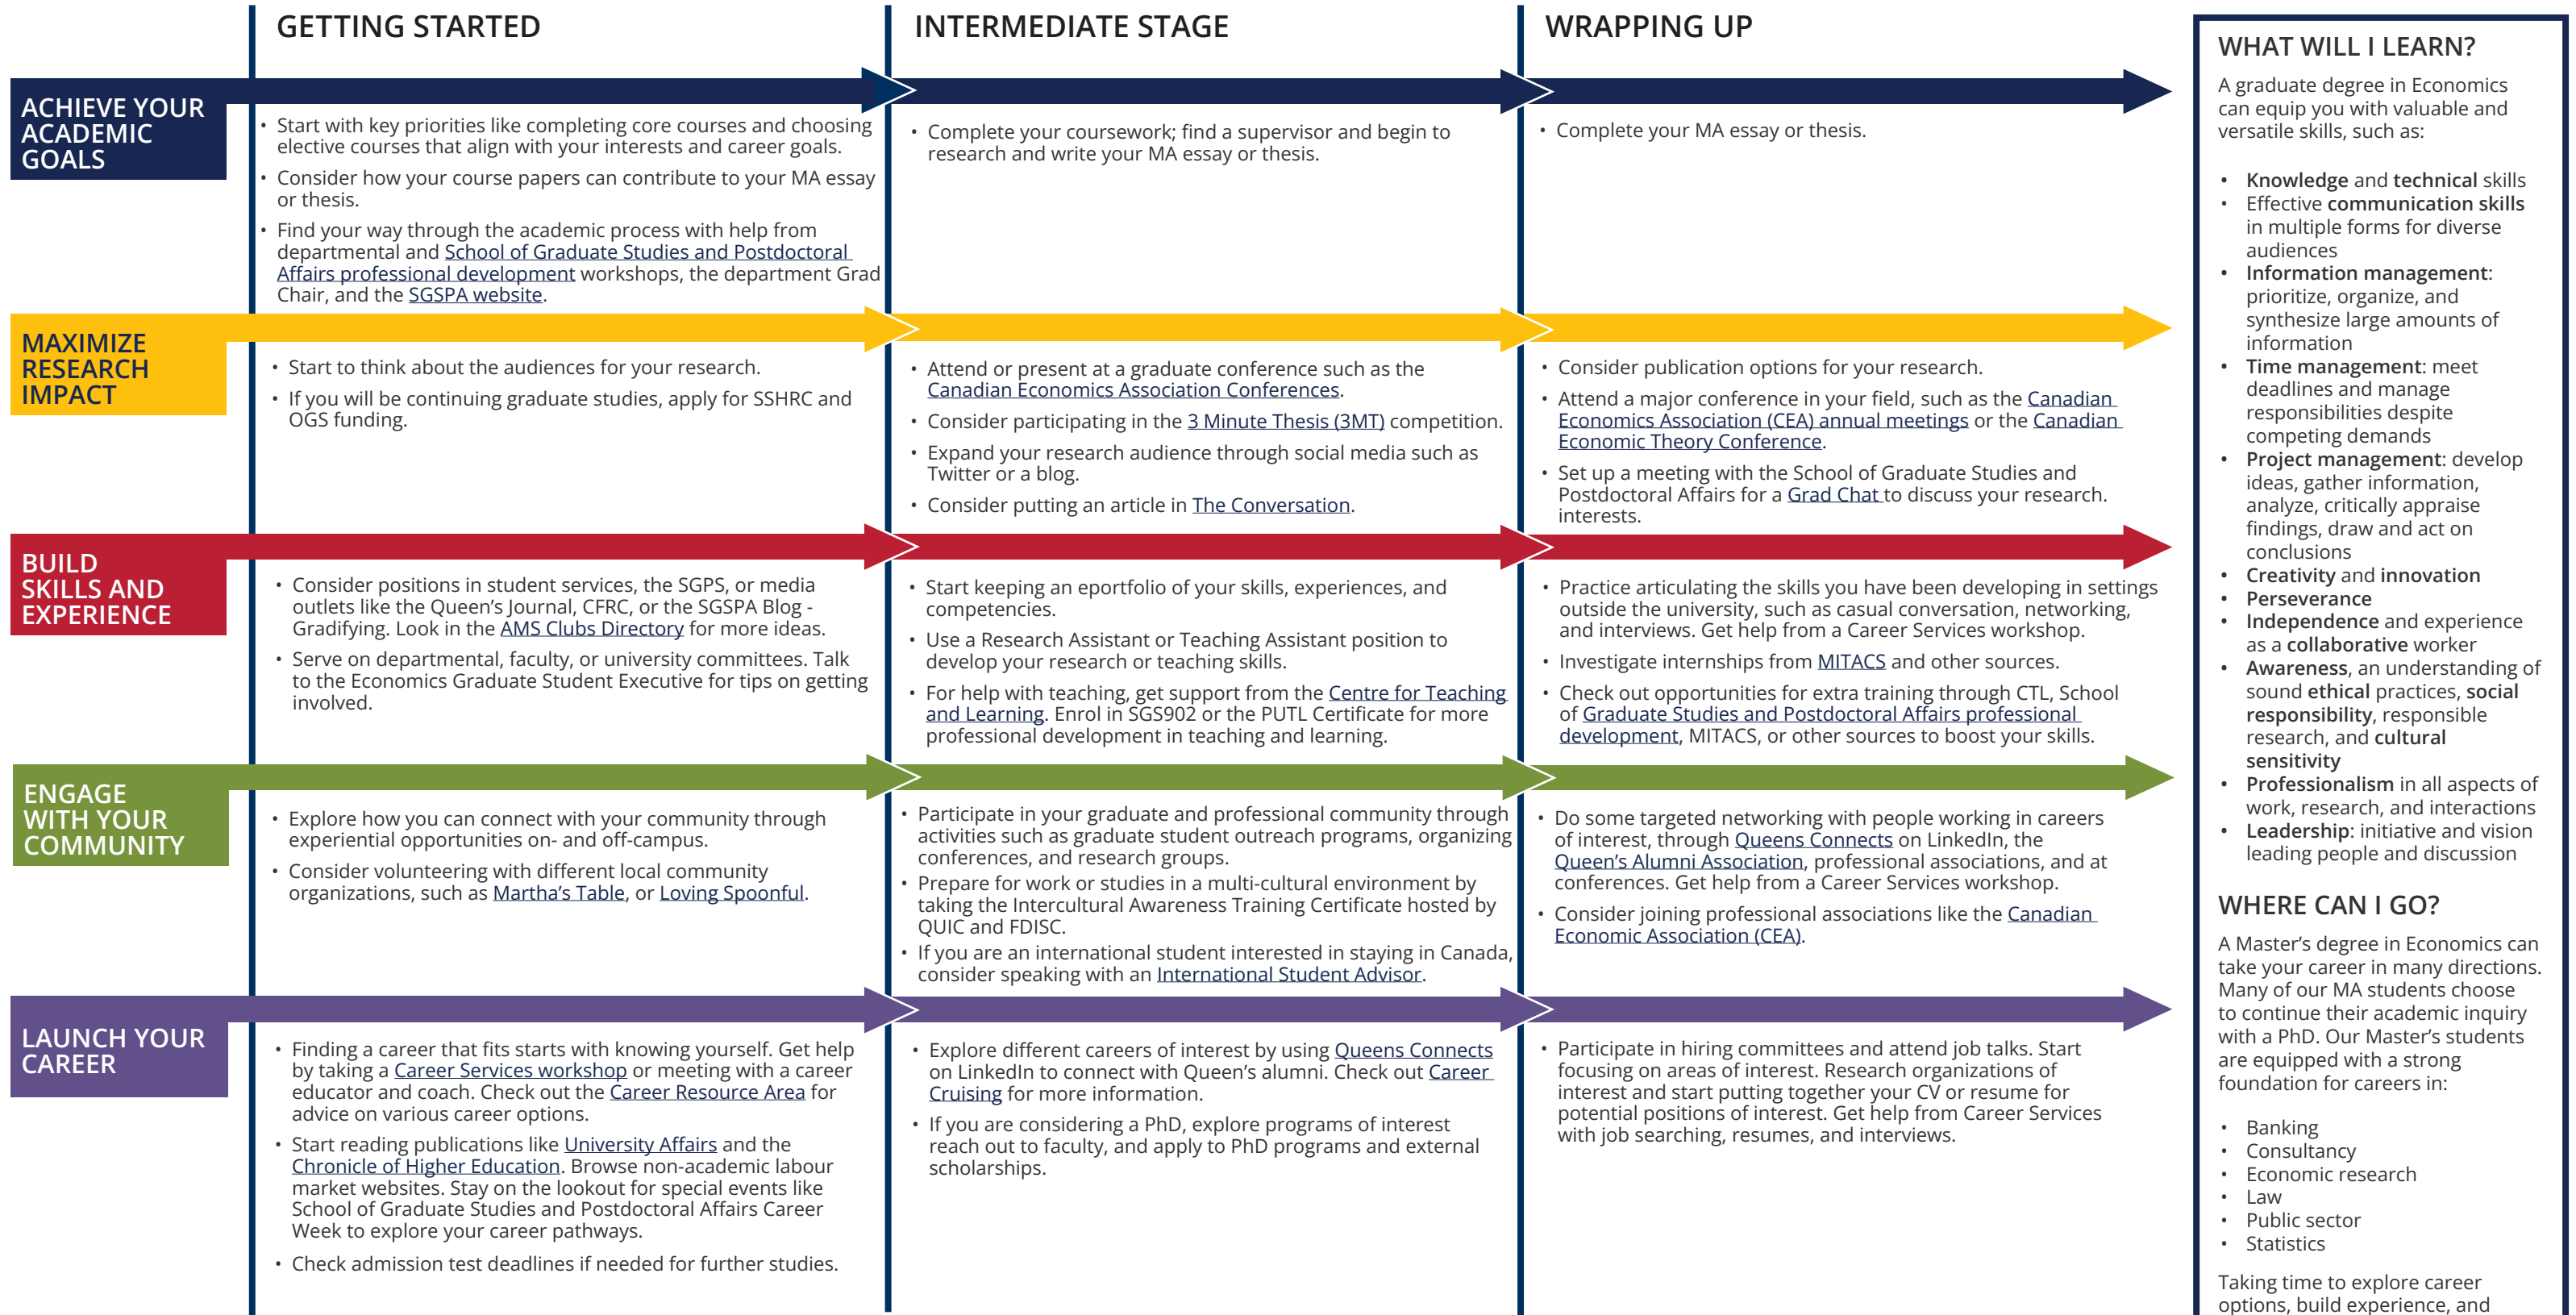 GETTING STARTED
INTERMEDIATE STAGE
WRAPPING UP
ACHIEVE YOUR
ACADEMIC
GOALS
• Start with key priorities like completing core courses and choosing
elective courses that align with your interests and career goals.
• Consider how your course papers can contribute to your MA essay
or thesis.
• Find your way through the academic process with help from
departmental and School of Graduate Studies and Postdoctoral
Affairs professional development workshops, the department Grad
Chair, and the SGSPA website.
• Complete your coursework; find a supervisor and begin to
research and write your MA essay or thesis.
• Complete your MA essay or thesis.
MAXIMIZE
RESEARCH
IMPACT
• Start to think about the audiences for your research.
• If you will be continuing graduate studies, apply for SSHRC and
OGS funding.
• Attend or present at a graduate conference such as the
Canadian Economics Association Conferences.
• Consider participating in the 3 Minute Thesis (3MT) competition.
• Expand your research audience through social media such as
Twitter or a blog.
• Consider putting an article in The Conversation.
• Consider publication options for your research.
• Attend a major conference in your field, such as the Canadian
Economics Association (CEA) annual meetings or the Canadian
Economic Theory Conference.
• Set up a meeting with the School of Graduate Studies and
Postdoctoral Affairs for a Grad Chat to discuss your research.
interests.
BUILD
SKILLS AND
EXPERIENCE
• Consider positions in student services, the SGPS, or media
outlets like the Queen's Journal, CFRC, or the SGSPA Blog -
Gradifying. Look in the AMS Clubs Directory for more ideas.
• Serve on departmental, faculty, or university committees. Talk
to the Economics Graduate Student Executive for tips on getting
involved.
• Start keeping an eportfolio of your skills, experiences, and
competencies.
• Use a Research Assistant or Teaching Assistant position to
develop your research or teaching skills.
• For help with teaching, get support from the Centre for Teaching
and Learning. Enrol in SGS902 or the PUTL Certificate for more
professional development in teaching and learning.
• Practice articulating the skills you have been developing in settings
outside the university, such as casual conversation, networking,
and interviews. Get help from a Career Services workshop.
• Investigate internships from MITACS and other sources.
• Check out opportunities for extra training through CTL, School
of Graduate Studies and Postdoctoral Affairs professional
development, MITACS, or other sources to boost your skills.
ENGAGE
WITH YOUR
COMMUNITY
• Explore how you can connect with your community through
experiential opportunities on- and off-campus.
• Consider volunteering with different local community
organizations, such as Martha's Table, or Loving Spoonful.
• Participate in your graduate and professional community through
activities such as graduate student outreach programs, organizing
conferences, and research groups.
• Prepare for work or studies in a multi-cultural environment by
taking the Intercultural Awareness Training Certificate hosted by
QUIC and FDISC.
• If you are an international student interested in staying in Canada,
consider speaking with an International Student Advisor.
• Do some targeted networking with people working in careers
of interest, through Queens Connects on LinkedIn, the
Queen's Alumni Association, professional associations, and at
conferences. Get help from a Career Services workshop.
• Consider joining professional associations like the Canadian
Economic Association (CEA).
LAUNCH YOUR
CAREER
• Finding a career that fits starts with knowing yourself. Get help
by taking a Career Services workshop or meeting with a career
educator and coach. Check out the Career Resource Area for
advice on various career options.
• Start reading publications like University Affairs and the
Chronicle of Higher Education. Browse non-academic labour
market websites. Stay on the lookout for special events like
School of Graduate Studies and Postdoctoral Affairs Career
Week to explore your career pathways.
• Check admission test deadlines if needed for further studies.
• Explore different careers of interest by using Queens Connects
on LinkedIn to connect with Queen's alumni. Check out Career
Cruising for more information.
• If you are considering a PhD, explore programs of interest
reach out to faculty, and apply to PhD programs and external
scholarships.
• Participate in hiring committees and attend job talks. Start
focusing on areas of interest. Research organizations of
interest and start putting together your CV or resume for
potential positions of interest. Get help from Career Services
with job searching, resumes, and interviews.
WHAT WILL I LEARN?
A graduate degree in Economics
can equip you with valuable and
versatile skills, such as:
• Knowledge and technical skills
• Effective communication skills
in multiple forms for diverse
audiences
• Information management:
prioritize, organize, and
synthesize large amounts of
information
• Time management: meet
deadlines and manage
responsibilities despite
competing demands
• Project management: develop
ideas, gather information,
analyze, critically appraise
findings, draw and act on
conclusions
• Creativity and innovation
• Perseverance
• Independence and experience
as a collaborative worker
• Awareness, an understanding of
sound ethical practices, social
responsibility, responsible
research, and cultural
sensitivity
• Professionalism in all aspects of
work, research, and interactions
• Leadership: initiative and vision
leading people and discussion
WHERE CAN I GO?
A Master's degree in Economics can
take your career in many directions.
Many of our MA students choose
to continue their academic inquiry
with a PhD. Our Master's students
are equipped with a strong
foundation for careers in:
• Banking
• Consultancy
• Economic research
• Law
• Public sector
• Statistics
Taking time to explore career
options, build experience, and